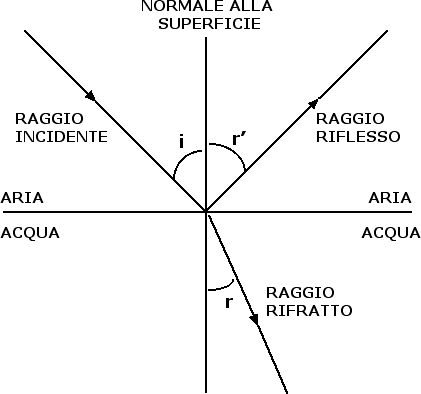 NORMALE ALLA
SUPERFICIE
RAGGIO
INCIDENTE
i
r'
RAGGIO
RIFLESSO
ARIA
ARIA
ACQUA
ACQUA
r
RAGGIO
RIFRATTO